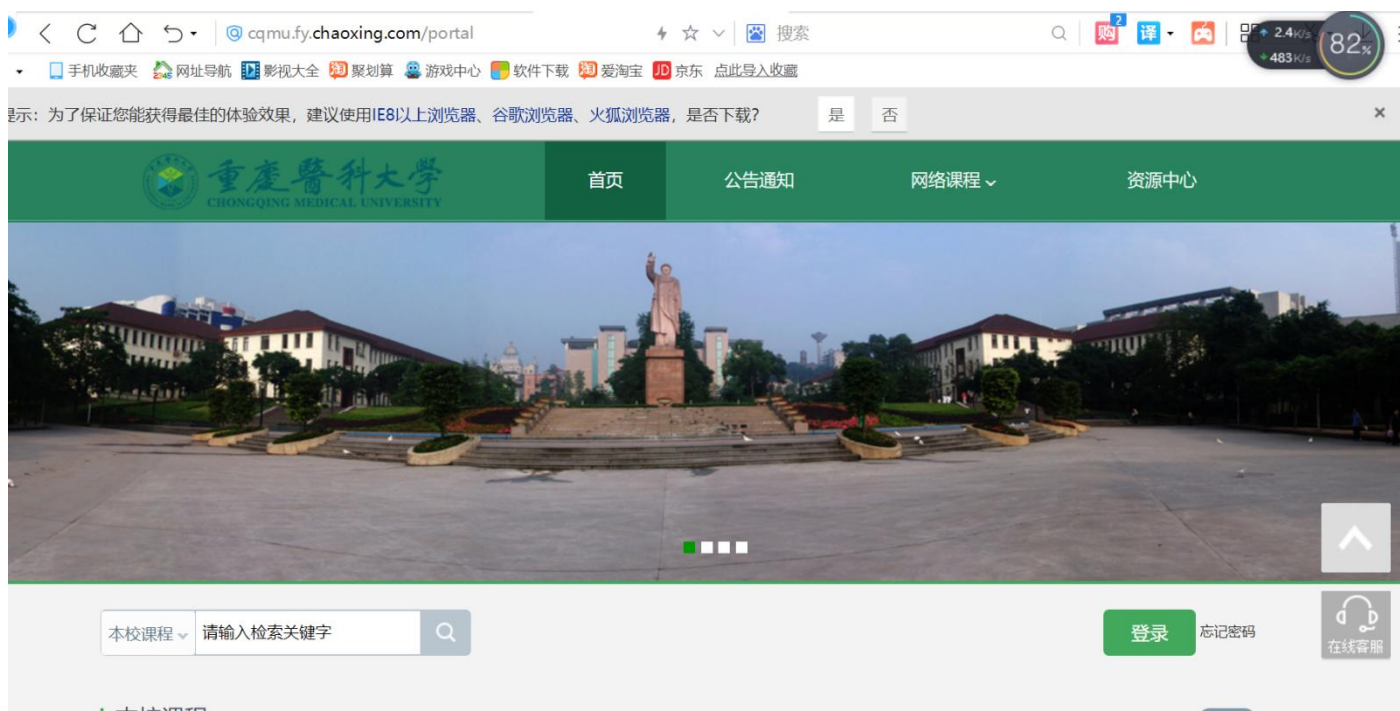 cqmu.fy.chaoxing.com/portal
搜索
购 2 译
2.4K/s
483K/s
82%
手机收藏夹 网址导航 影视大全 聚划算 游戏中心 软件下载 爱淘宝 京东 点此导入收藏
提示：为了保证您能获得最佳的体验效果，建议使用IE8以上浏览器、谷歌浏览器、火狐浏览器，是否下载？ 是 否
重慶醫科大學
CHONGQING MEDICAL UNIVERSITY
首页 公告通知 网络课程 资源中心
本校课程 请输入检索关键字 登录 忘记密码
在线客服
本校课程